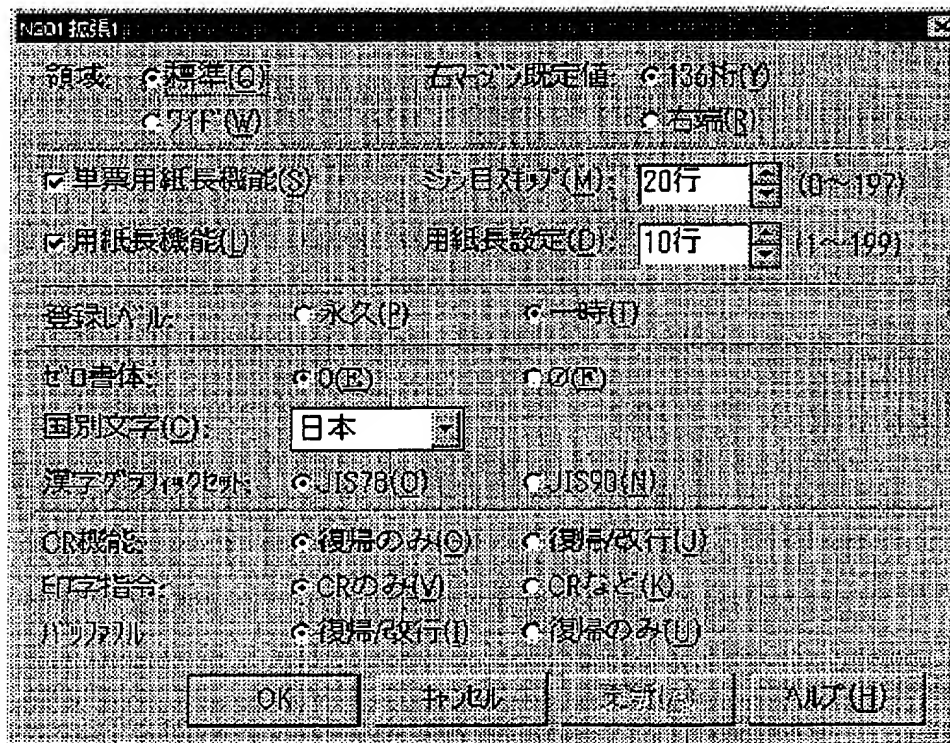 N201拡張1
領域: 標準(Q) 右マージン既定値: 136桁(Y)
ワイド(W) 右端(R)
単票用紙長機能(S) ミシン目スキップ(M): 20行 (0～197)
用紙長機能(L) 用紙長設定(D): 10行 (1～199)
登録レベル: 永久(P) 一時(T)
ゼロ書体: 0(E) Ø(F)
国別文字(C): 日本
漢字グラフィックセット: JIS78(O) JIS90(N)
CR機能: 復帰のみ(G) 復帰/改行(J)
印字指令: CRのみ(V) CRなど(K)
バッファフル 復帰/改行(I) 復帰のみ(U)
OK キャンセル ヘルプ(H)